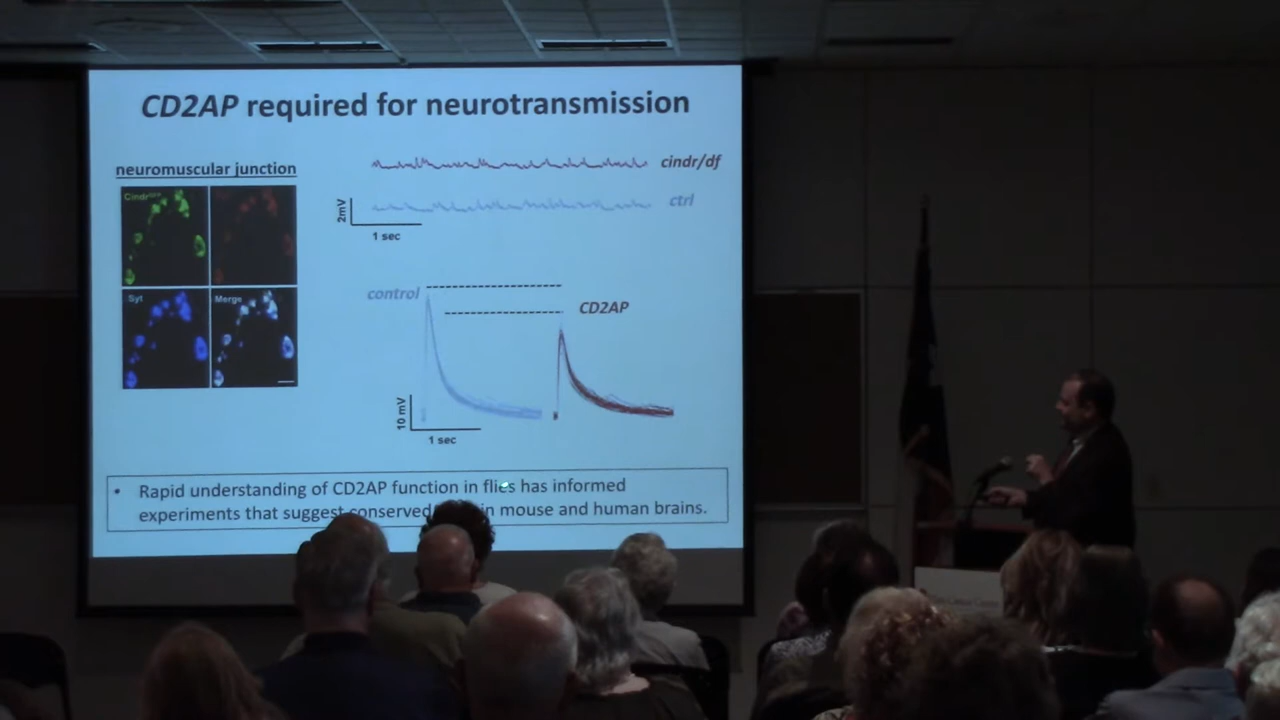 CD2AP required for neurotransmission
neuromuscular junction
Cindr
Syt
Merge
cindr/df
ctrl
2mV
1 sec
control
CD2AP
10 mV
1 sec
• Rapid understanding of CD2AP function in flies has informed
experiments that suggest conserved in mouse and human brains.